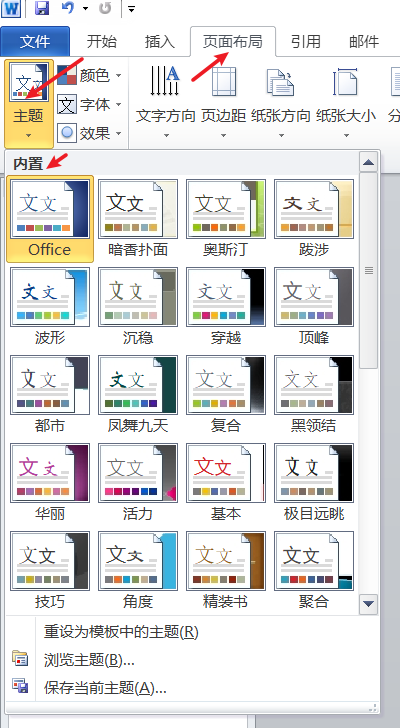 W
文件 开始 插入 页面布局 引用 邮件
文文 颜色
文 字体
主题 效果
A
文字方向 页边距 纸张方向 纸张大小 分
内置
文文 文文 文文 文文
Office 暗香扑面 奥斯汀 跋涉
文文 文文 文文 文文
波形 沉稳 穿越 顶峰
文文 文文 文文 文文
都市 凤舞九天 复合 黑领结
文文 文文 文文 文文
华丽 活力 基本 极目远眺
文文 文文 文文 文文
技巧 角度 精装书 聚合
重设为模板中的主题(R)
浏览主题(B)...
保存当前主题(A)...